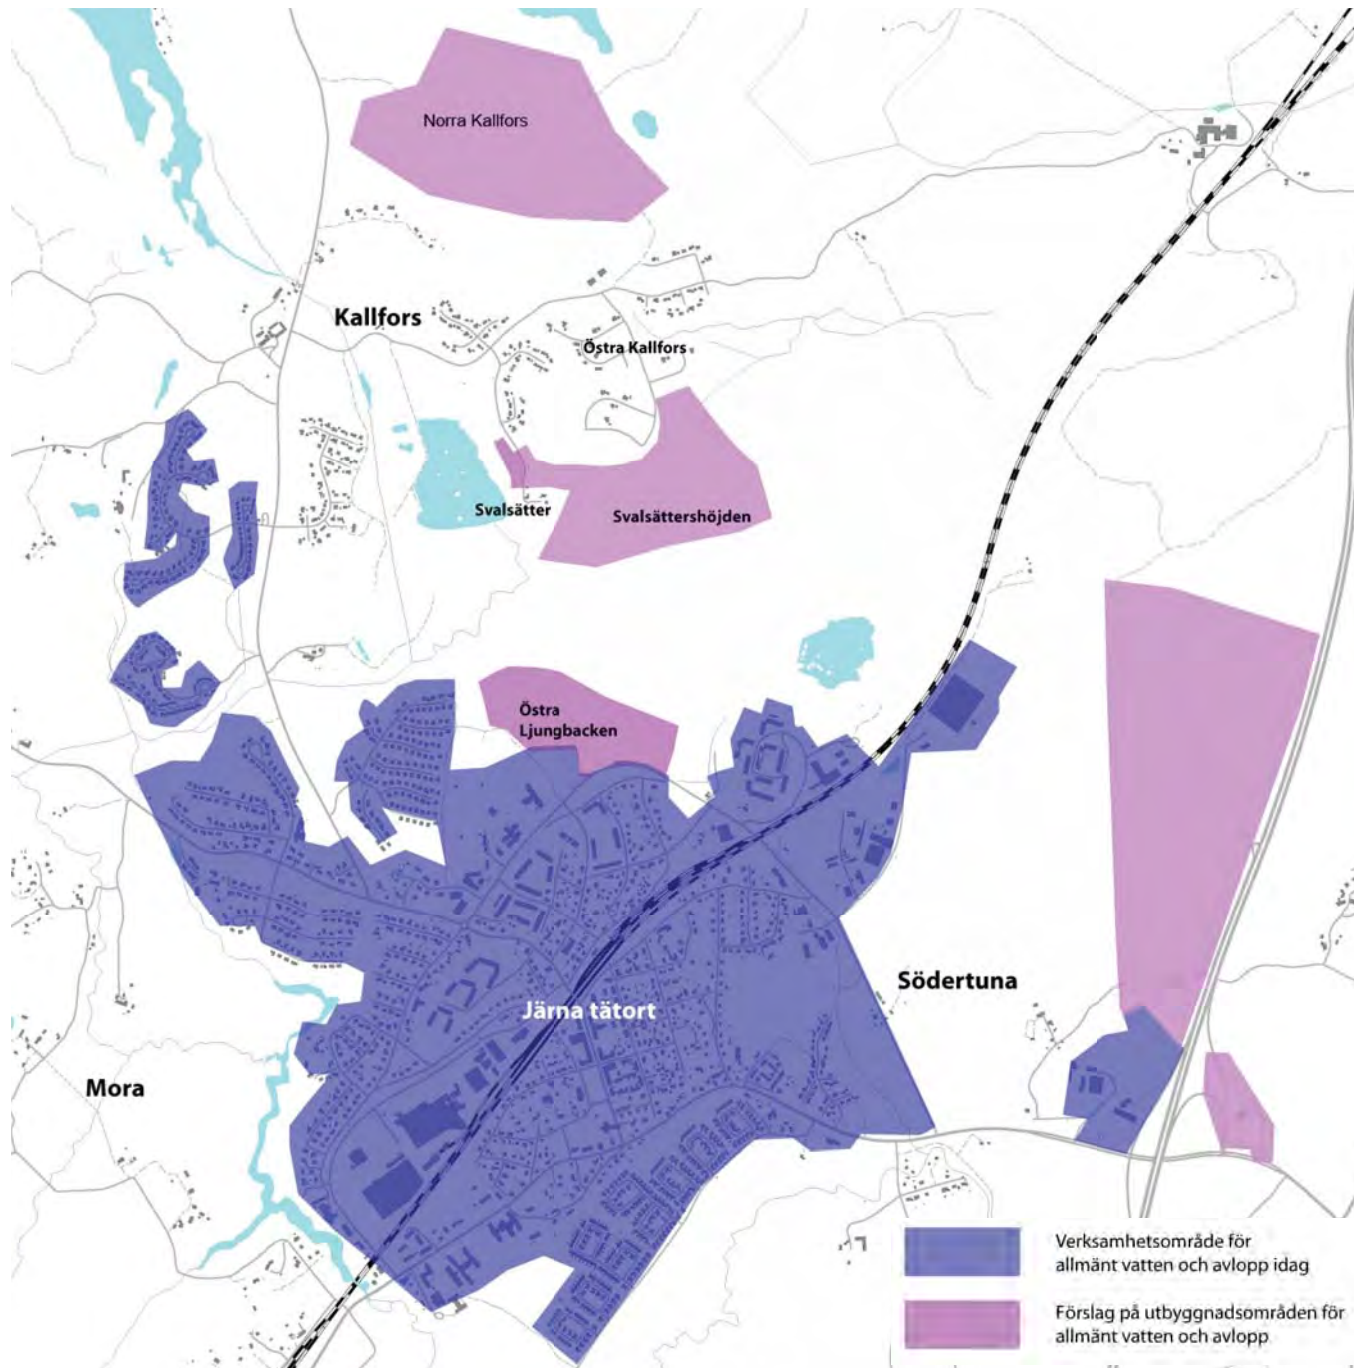 Norra Kallfors
Kallfors
Östra Kallfors
Svalsätter
Svalsättershöjden
Östra
Ljungbacken
Södertuna
Järna tätort
Mora
Verksamhetsområde för
allmänt vatten och avlopp idag
Förslag på utbyggnadsområden för
allmänt vatten och avlopp